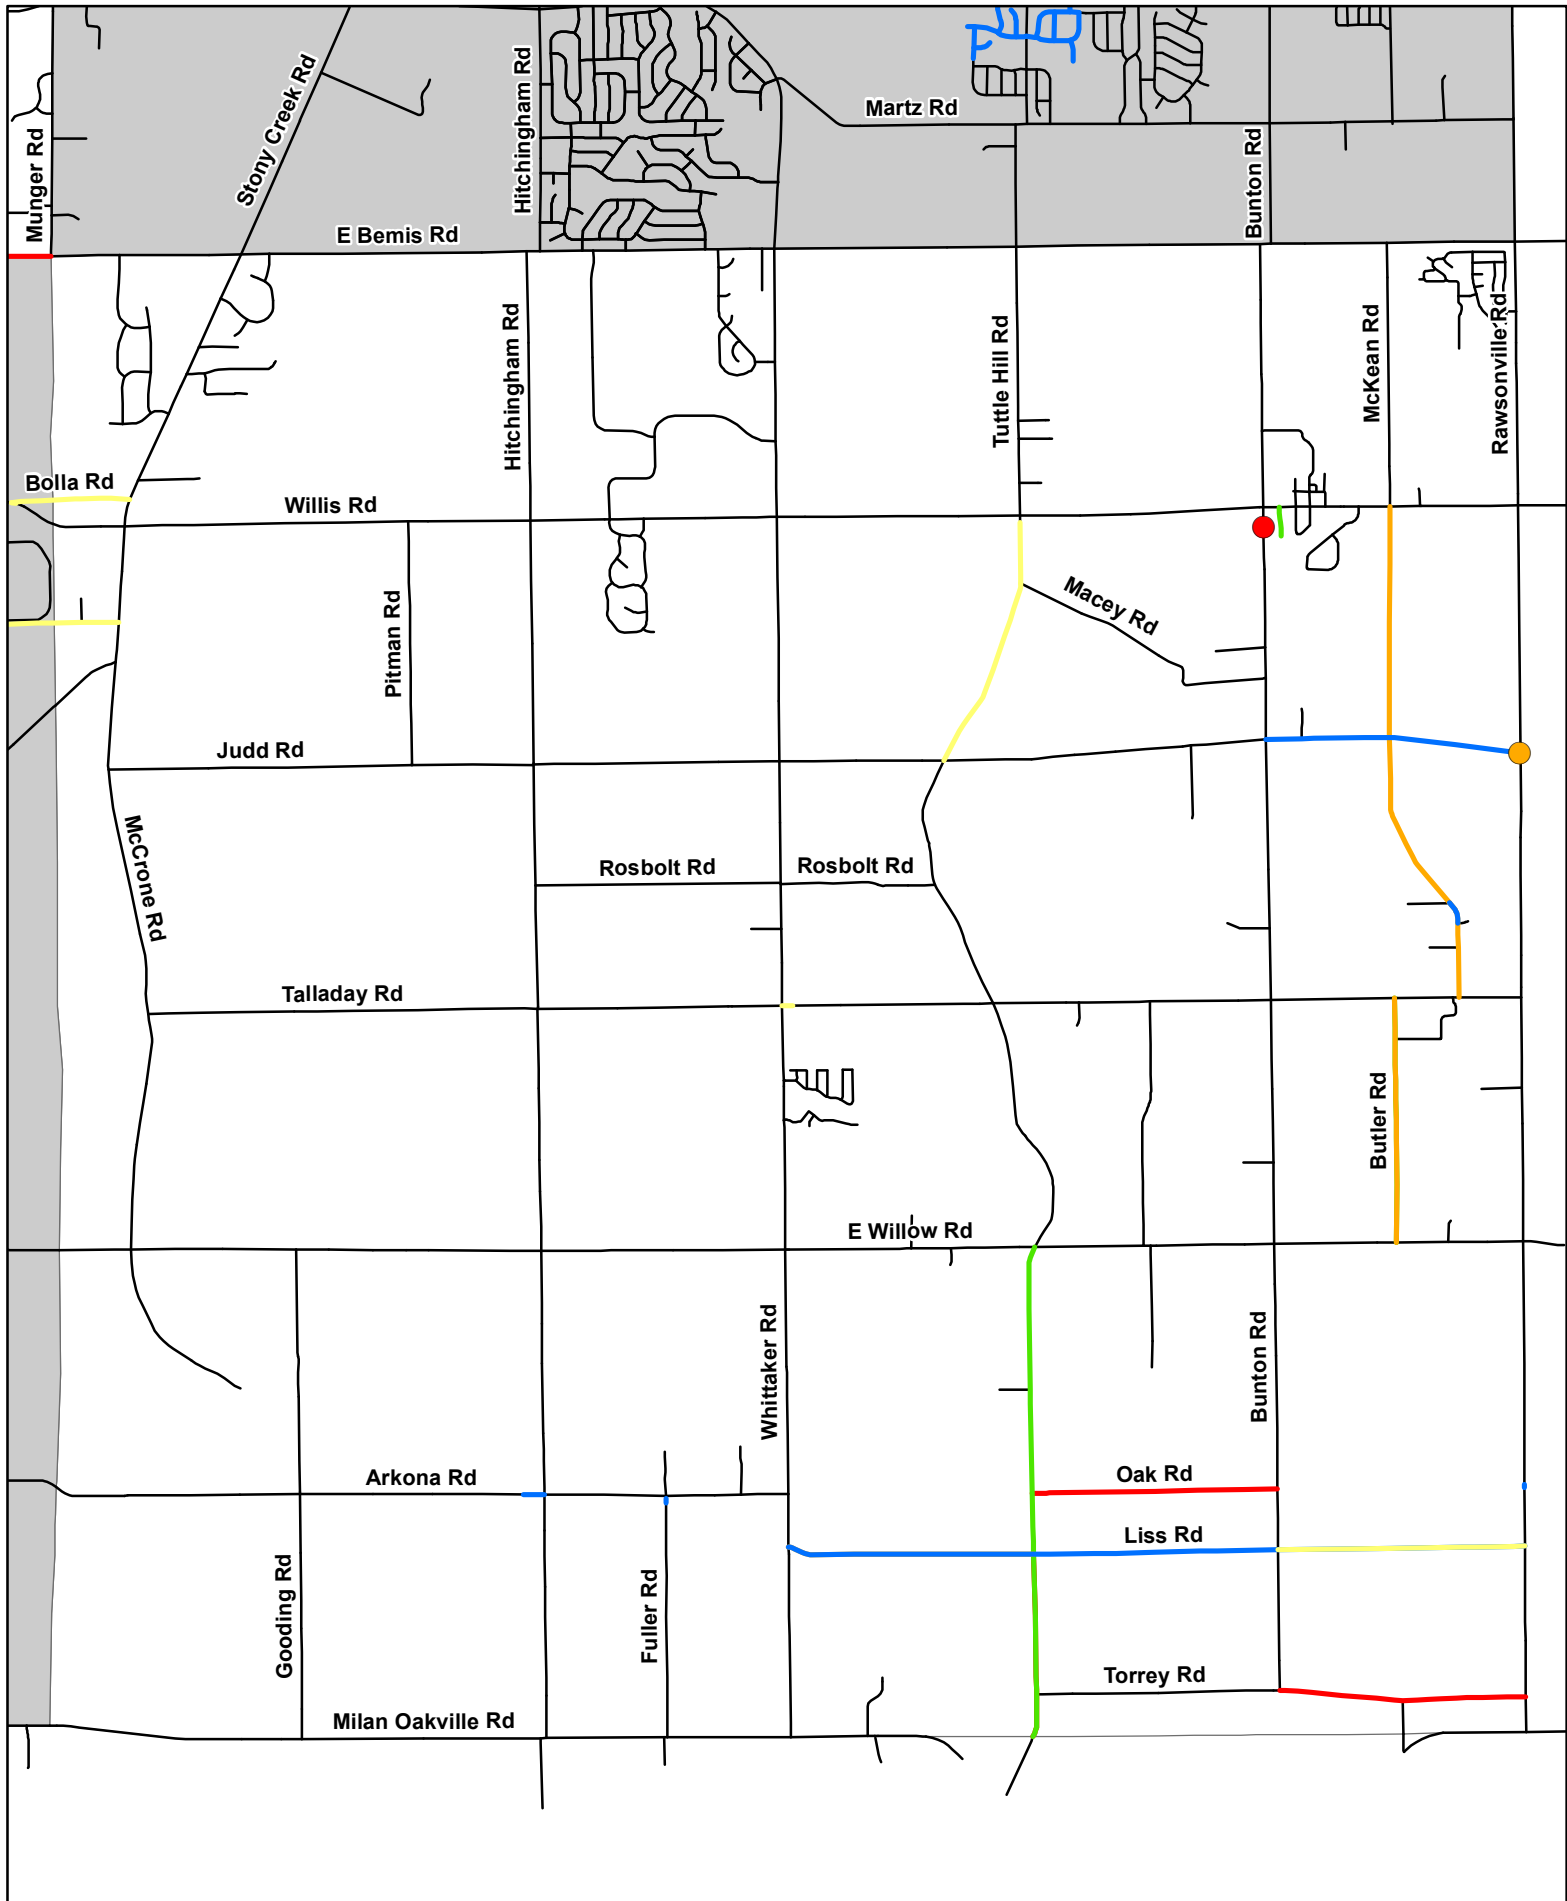 Martz Rd
Hitchingham Rd
Stony Creek Rd
Munger Rd
Bunton Rd
E Bemis Rd
Hitchingham Rd
Tuttle Hill Rd
McKean Rd
Rawsonville Rd
Bolla Rd
Willis Rd
Macey Rd
Pitman Rd
Judd Rd
McCrone Rd
Rosbolt Rd
Rosbolt Rd
Talladay Rd
Butler Rd
E Willow Rd
Whittaker Rd
Bunton Rd
Arkona Rd
Oak Rd
Liss Rd
Gooding Rd
Fuller Rd
Torrey Rd
Milan Oakville Rd